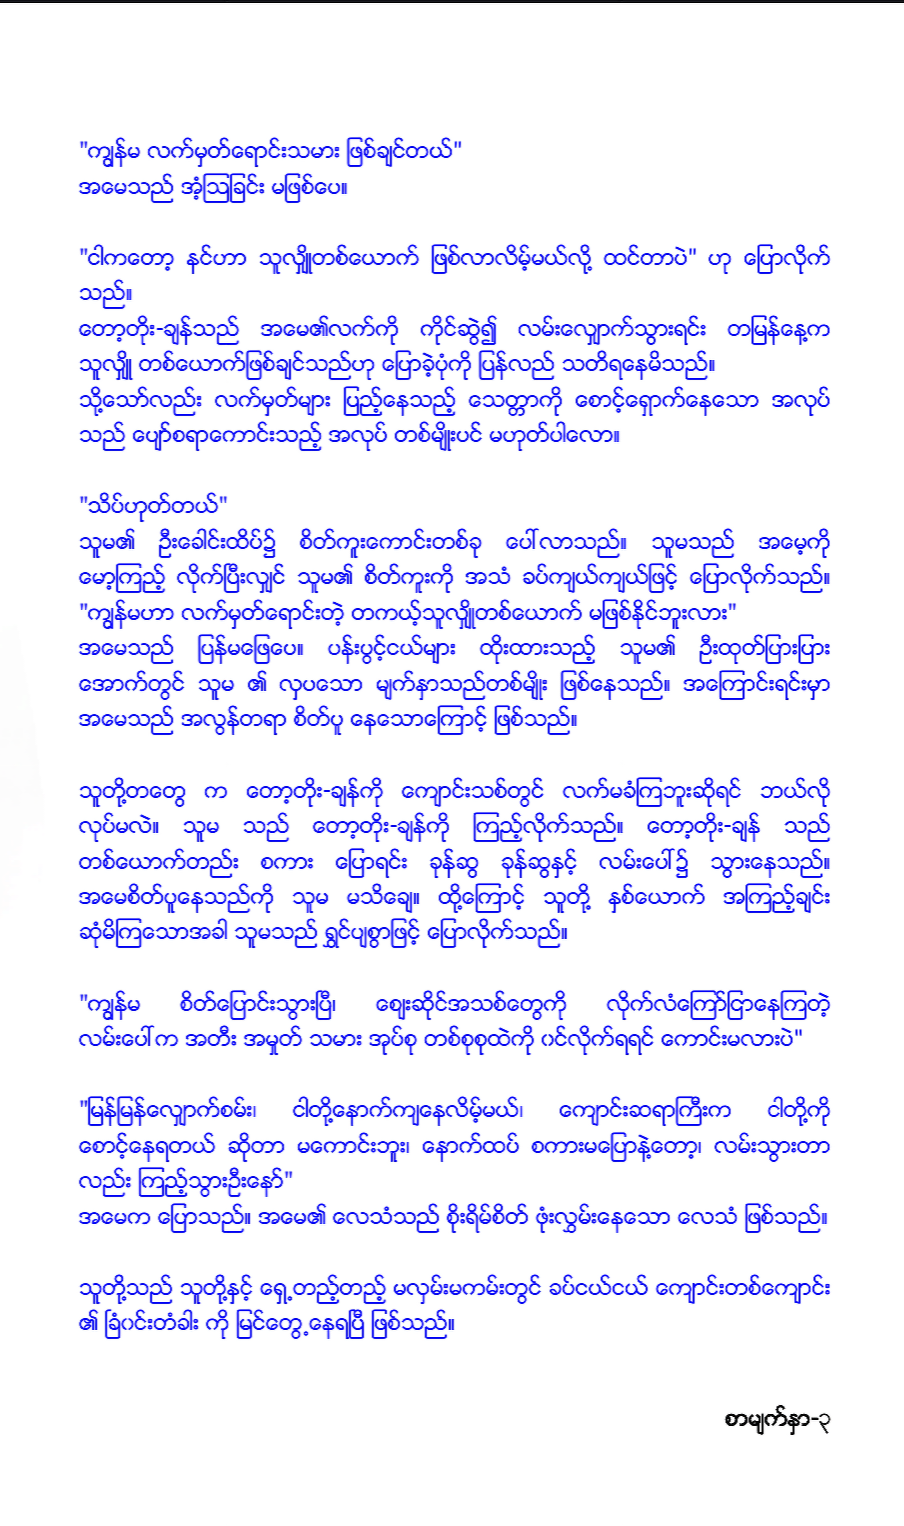 "ကျွန်မ လက်မှတ်ရောင်းသမား ဖြစ်ချင်တယ်"
အမေသည် အံ့ဩခြင်း မဖြစ်ပေ။
"ငါကတော့ နင်ဟာ သူလျှိုတစ်ယောက် ဖြစ်လာလိမ့်မယ်လို့ ထင်တာပဲ" ဟု ပြောလိုက်
သည်။
တော့တိုး-ချန်သည် အမေ၏လက်ကို ကိုင်ဆွဲ၍ လမ်းလျှောက်သွားရင်း တမြန်နေ့က
သူလျှို တစ်ယောက်ဖြစ်ချင်သည်ဟု ပြောခဲ့ပုံကို ပြန်လည် သတိရနေမိသည်။
သို့သော်လည်း လက်မှတ်များ ပြည့်နေသည့် သေတ္တာကို စောင့်ရှောက်နေသော အလုပ်
သည် ပျော်စရာကောင်းသည့် အလုပ် တစ်မျိုးပင် မဟုတ်ပါလော။
"သိပ်ဟုတ်တယ်"
သူမ၏ ဦးခေါင်းထိပ်၌ စိတ်ကူးကောင်းတစ်ခု ပေါ်လာသည်။ သူမသည် အမေ့ကို
မော့ကြည့် လိုက်ပြီးလျှင် သူမ၏ စိတ်ကူးကို အသံ ခပ်ကျယ်ကျယ်ဖြင့် ပြောလိုက်သည်။
"ကျွန်မဟာ လက်မှတ်ရောင်းတဲ့ တကယ့်သူလျှိုတစ်ယောက် မဖြစ်နိုင်ဘူးလား"
အမေသည် ပြန်မဖြေပေ။ ပန်းပွင့်ငယ်များ ထိုးထားသည့် သူမ၏ ဦးထုတ်ပြားပြား
အောက်တွင် သူမ ၏ လှပသော မျက်နှာသည်တစ်မျိုး ဖြစ်နေသည်။ အကြောင်းရင်းမှာ
အမေသည် အလွန်တရာ စိတ်ပူ နေသောကြောင့် ဖြစ်သည်။
သူတို့တတွေ က တော့တိုး-ချန်ကို ကျောင်းသစ်တွင် လက်မခံကြဘူးဆိုရင် ဘယ်လို
လုပ်မလဲ။ သူမ သည် တော့တိုး-ချန်ကို ကြည့်လိုက်သည်။ တော့တိုး-ချန် သည်
တစ်ယောက်တည်း စကား ပြောရင်း ခုန်ဆွ ခုန်ဆွနှင့် လမ်းပေါ်၌ သွားနေသည်။
အမေစိတ်ပူနေသည်ကို သူမ မသိချေ။ ထို့ကြောင့် သူတို့ နှစ်ယောက် အကြည့်ချင်း
ဆုံမိကြသောအခါ သူမသည် ရွှင်ပျစွာဖြင့် ပြောလိုက်သည်။
"ကျွန်မ စိတ်ပြောင်းသွားပြီ၊ ဈေးဆိုင်အသစ်တွေကို လိုက်လံကြော်ငြာနေကြတဲ့
လမ်းပေါ်က အတီး အမှုတ် သမား အုပ်စု တစ်စုစုထဲကို ဝင်လိုက်ရရင် ကောင်းမလားပဲ"
"မြန်မြန်လျှောက်စမ်း၊ ငါတို့နောက်ကျနေလိမ့်မယ်၊ ကျောင်းဆရာကြီးက ငါတို့ကို
စောင့်နေရတယ် ဆိုတာ မကောင်းဘူး၊ နောက်ထပ် စကားမပြောနဲ့တော့၊ လမ်းသွားတာ
လည်း ကြည့်သွားဦးနော်"
အမေက ပြောသည်။ အမေ၏ လေသံသည် စိုးရိမ်စိတ် ဖုံးလွှမ်းနေသော လေသံ ဖြစ်သည်။
သူတို့သည် သူတို့နှင့် ရှေ့တည့်တည့် မလှမ်းမကမ်းတွင် ခပ်ငယ်ငယ် ကျောင်းတစ်ကျောင်း
၏ ခြံဝင်းတံခါး ကို မြင်တွေ့နေရပြီ ဖြစ်သည်။
စာမျက်နှာ-၃